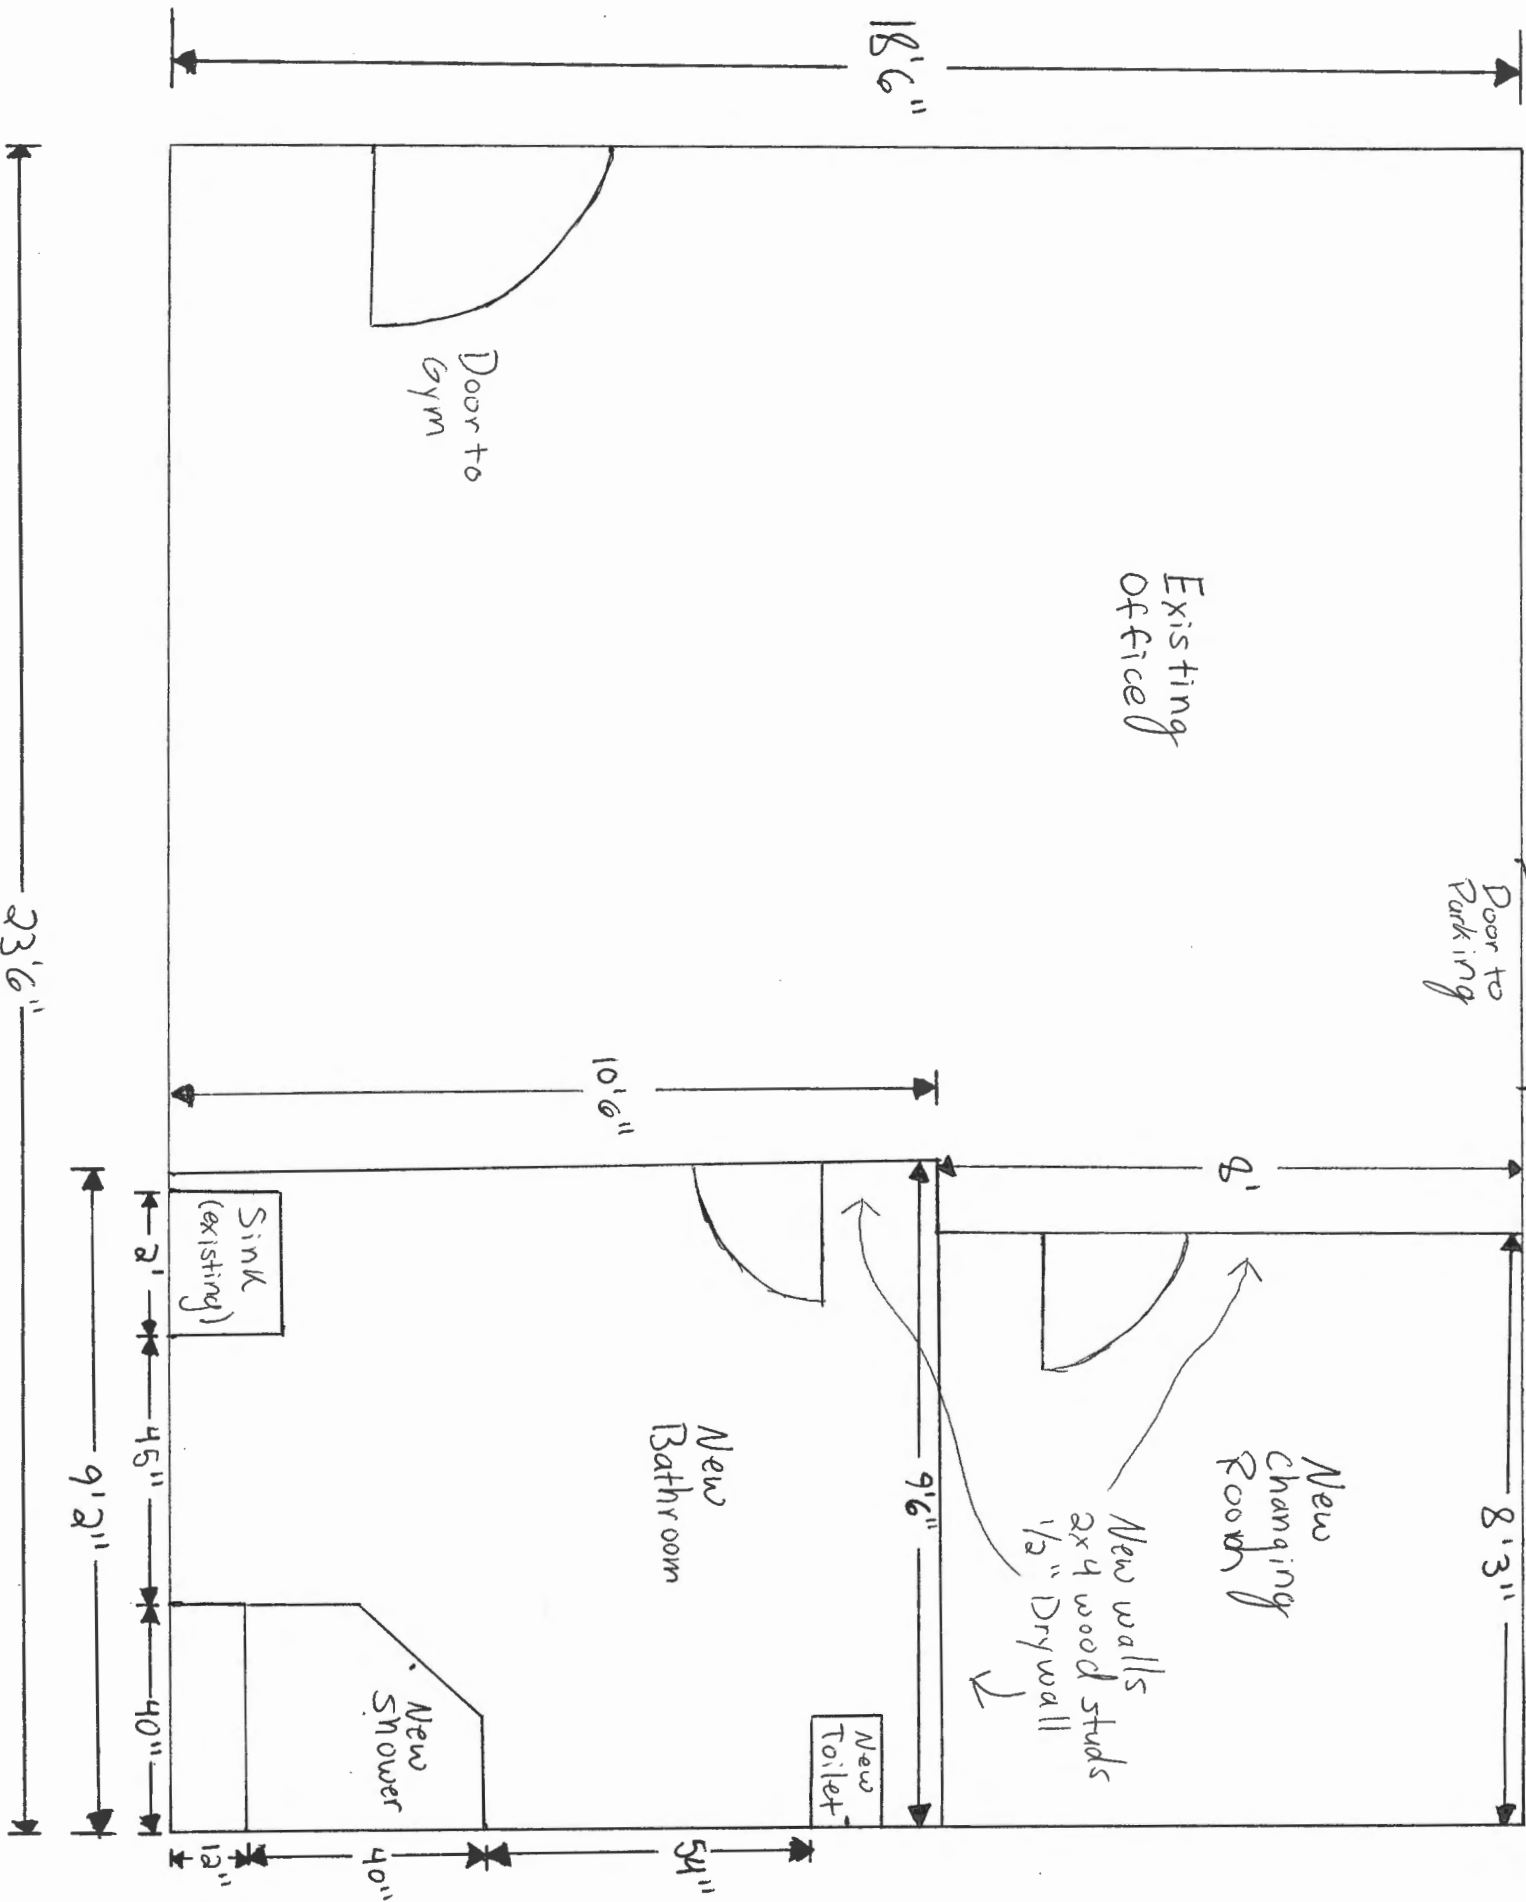 18'6"
Door to
Gym
Existing
Office
Door to
Parking
23'6"
10'6"
8'
Sink
(existing)
2'
45"
9'2"
40"
New
Bathroom
9'6"
New
Changing
Room
8'3"
New walls
2x4 wood studs
1/2" Drywall
New
Shower
New
Toilet
12"
40"
54"